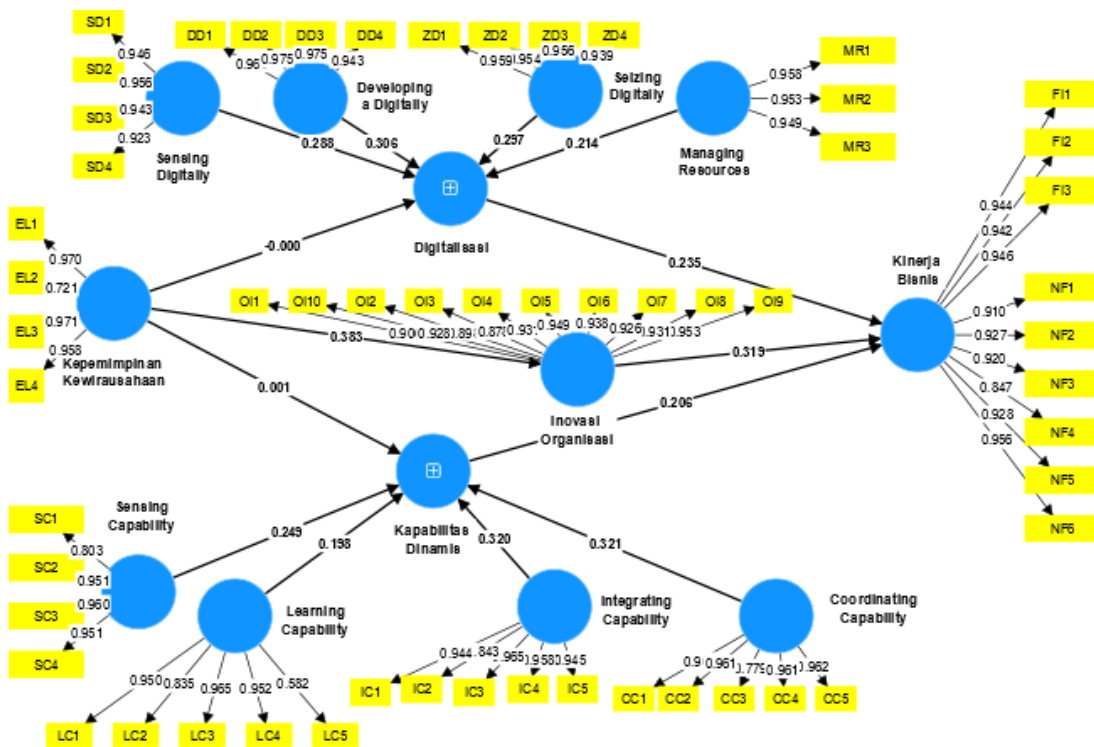 SD1
SD2
SD3
SD4
0.946
0.956
0.943
0.923
Sensing
Digitally
DD1
DD2
DD3
DD4
0.975
0.975
0.943
Developing
a Digitally
ZD1
ZD2
ZD3
ZD4
0.959
0.956
0.939
Seizing
Digitally
MR1
MR2
MR3
0.958
0.953
0.949
Managing
Resources
0.288
0.306
0.214
Digitalisasi
FI1
FI2
FI3
0.944
0.942
0.946
Kinerja
Bisnis
NF1
NF2
NF3
NF4
NF5
NF6
0.910
0.927
0.920
0.847
0.928
0.956
EL1
EL2
EL3
EL4
0.970
0.721
0.971
0.958
Kepemimpinan
Kewirausahaan
-0.000
0.383
0.001
0.235
0.319
0.206
OI1
OI10
OI2
OI3
OI4
OI5
OI6
OI7
OI8
OI9
0.949
0.938
0.953
Inovasi
Organisasi
Kapabilitas
Dinamis
0.249
0.198
0.320
0.321
SC1
SC2
SC3
SC4
0.803
0.951
0.960
0.951
Sensing
Capability
Learning
Capability
0.950
0.835
0.965
0.952
0.582
LC1
LC2
LC3
LC4
LC5
Integrating
Capability
0.944
IC1
IC2
IC3
IC4
IC5
Coordinating
Capability
0.961
0.961
0.962
CC1
CC2
CC3
CC4
CC5